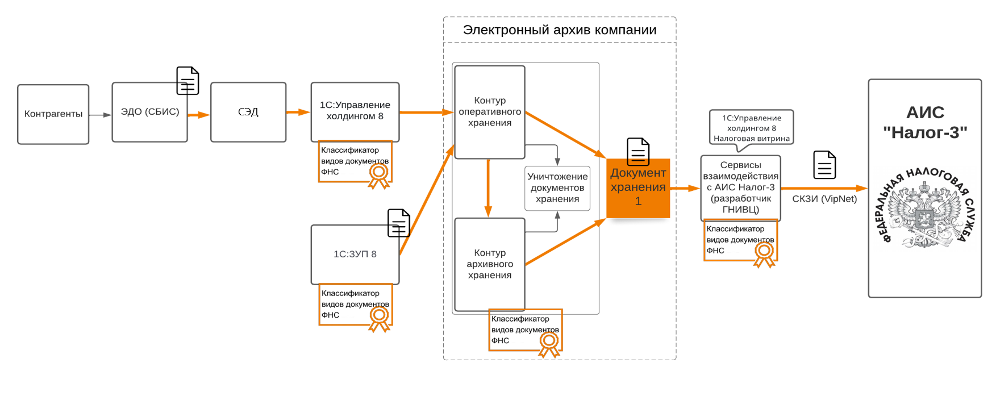 Электронный архив компании
Контрагенты
ЭДО (СБИС)
СЭД
1С:Управление
холдингом 8
Классификатор
видов документов
ФНС
1С:ЗУП 8
Классификатор
видов документов
ФНС
Контур
оперативного
хранения
Уничтожение
документов
хранения
Контур
архивного
хранения
Классификатор
видов документов
ФНС
Документ
хранения
1
1С:Управление
холдингом 8
Налоговая витрина
Сервисы
взаимодействия
с АИС Налог-3
(разработчик
ГНИВЦ)
Классификатор
видов документов
ФНС
СКЗИ (VipNet)
АИС
"Налог-3"
ФЕДЕРАЛЬНАЯ НАЛОГОВАЯ СЛУЖБА